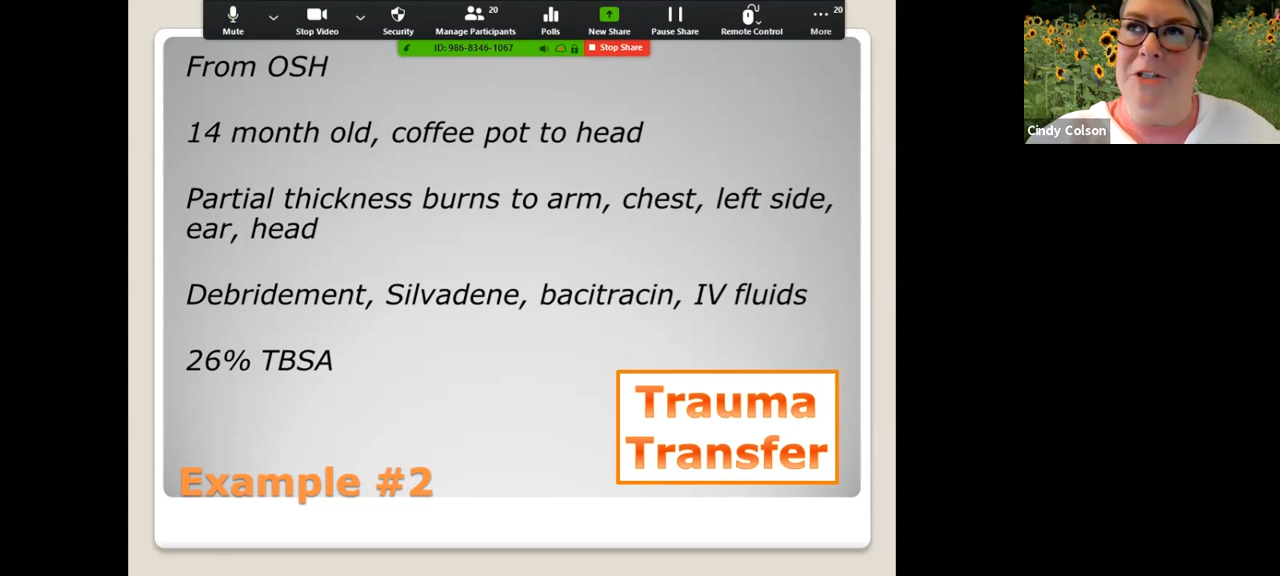 Mute
Stop Video
Security
Manage Participants
20
Polls
New Share
Pause Share
Remote Control
More
20
ID: 986-8346-1067
Stop Share
From OSH
14 month old, coffee pot to head
Partial thickness burns to arm, chest, left side,
ear, head
Debridement, Silvadene, bacitracin, IV fluids
26% TBSA
Trauma
Transfer
Example #2
Cindy Colson